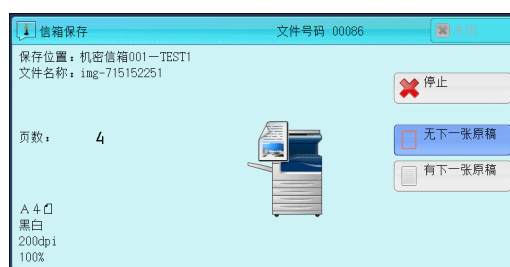 信箱保存
文件号码 00086
保存位置：机密信箱001－TEST1
文件名称：img-715152251
停止
页数： 4
无下一张原稿
有下一张原稿
A4
黑白
200dpi
100%